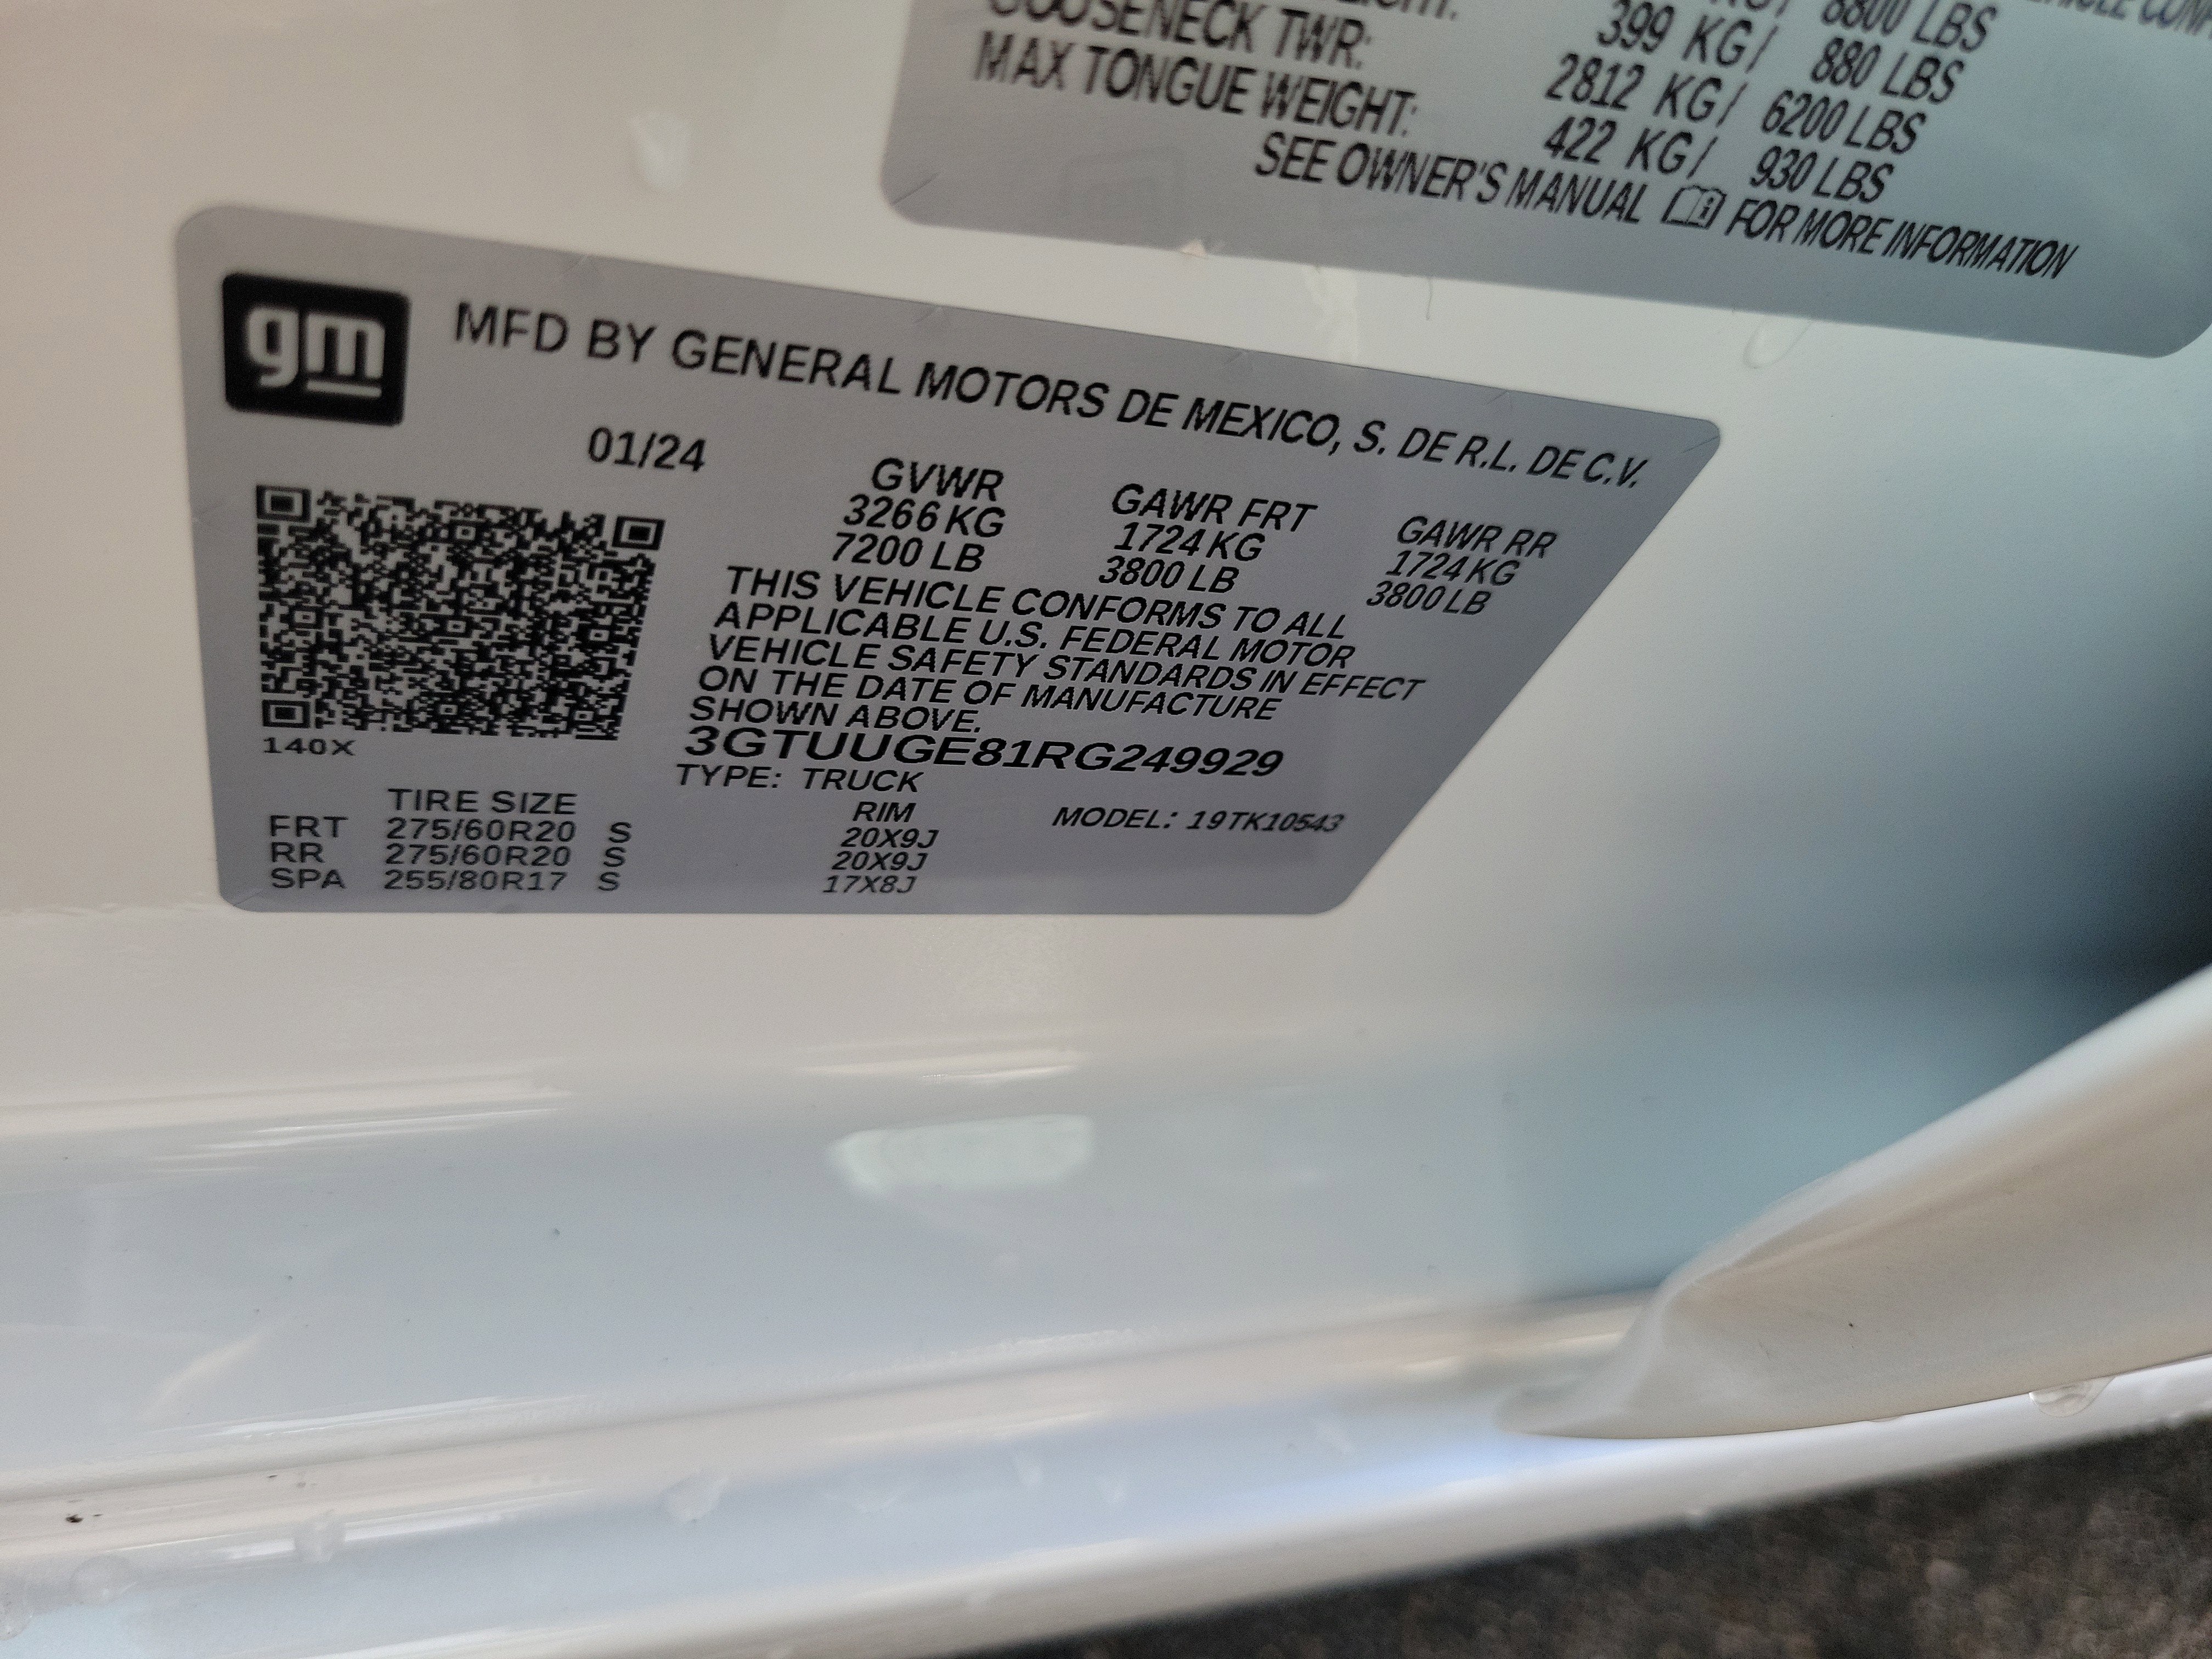 8800 LBS
399 KG/ 880 LBS
GOOSENECK TWR: 2812 KG/ 6200 LBS
MAX TONGUE WEIGHT: 422 KG/ 930 LBS
SEE OWNER'S MANUAL FOR MORE INFORMATION
gm
MFD BY GENERAL MOTORS DE MEXICO, S. DE R.L. DE C.V.
01/24
GVWR GAWR FRT GAWR RR
3266 KG 1724 KG 1724 KG
7200 LB 3800 LB 3800 LB
THIS VEHICLE CONFORMS TO ALL
APPLICABLE U.S. FEDERAL MOTOR
VEHICLE SAFETY STANDARDS IN EFFECT
ON THE DATE OF MANUFACTURE
SHOWN ABOVE.
3GTUUGE81RG249929
140X
TYPE: TRUCK
MODEL: 19TK10543
TIRE SIZE RIM
FRT 275/60R20 S 20X9J
RR 275/60R20 S 20X9J
SPA 255/80R17 S 17X8J